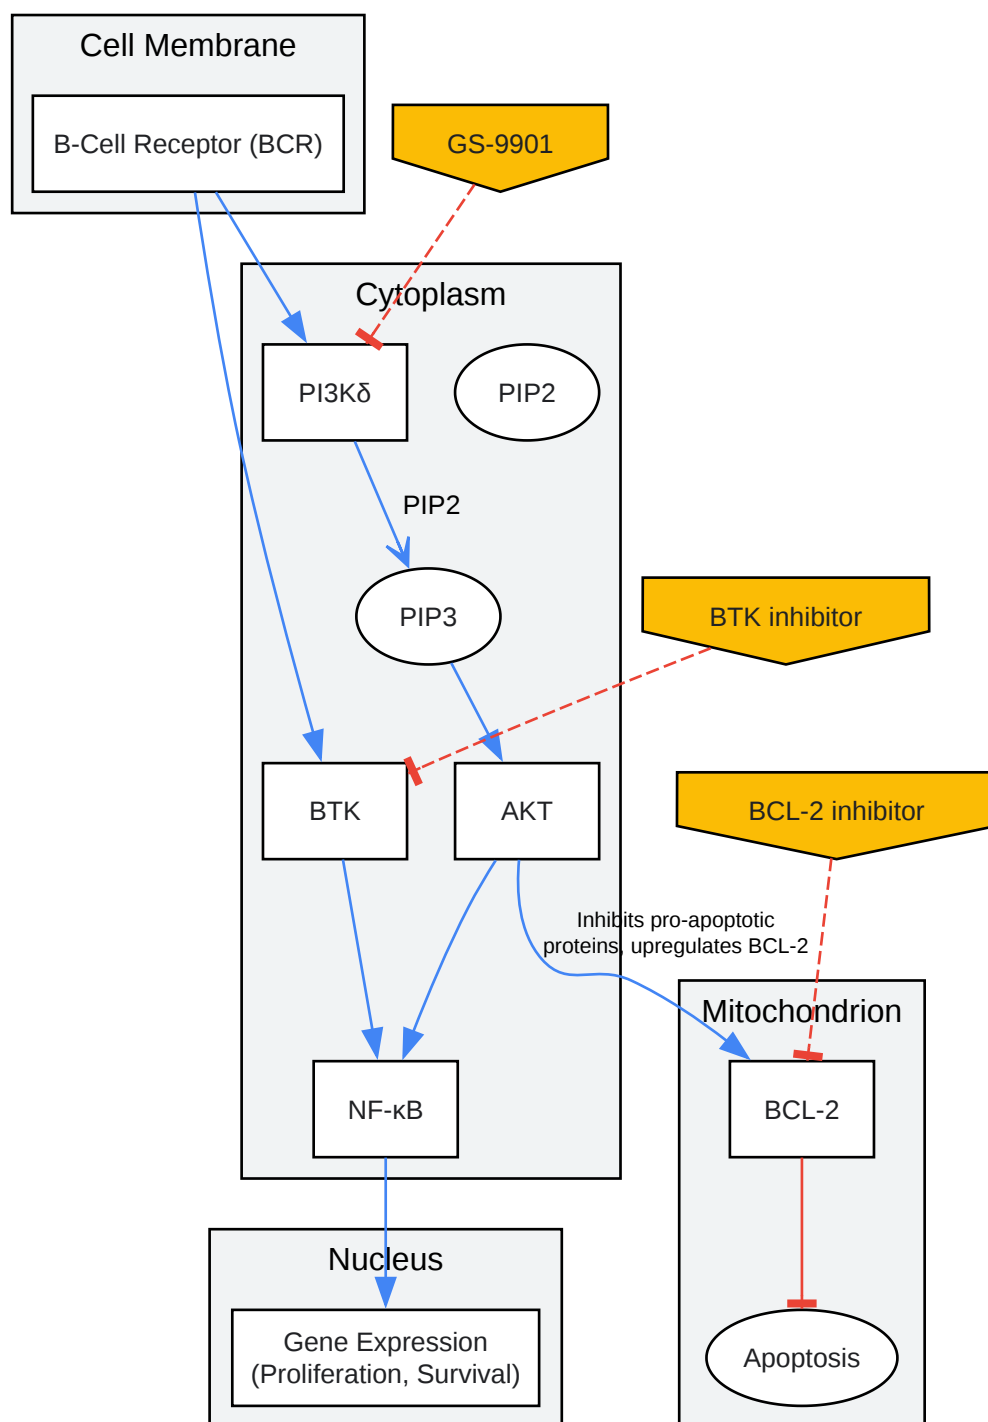 Cell Membrane
B-Cell Receptor (BCR)
GS-9901
Cytoplasm
PI3Kδ
PIP2
PIP2
PIP3
BTK inhibitor
BTK
AKT
BCL-2 inhibitor
Inhibits pro-apoptotic
proteins, upregulates BCL-2
Mitochondrion
NF-κB
BCL-2
Nucleus
Gene Expression
(Proliferation, Survival)
Apoptosis